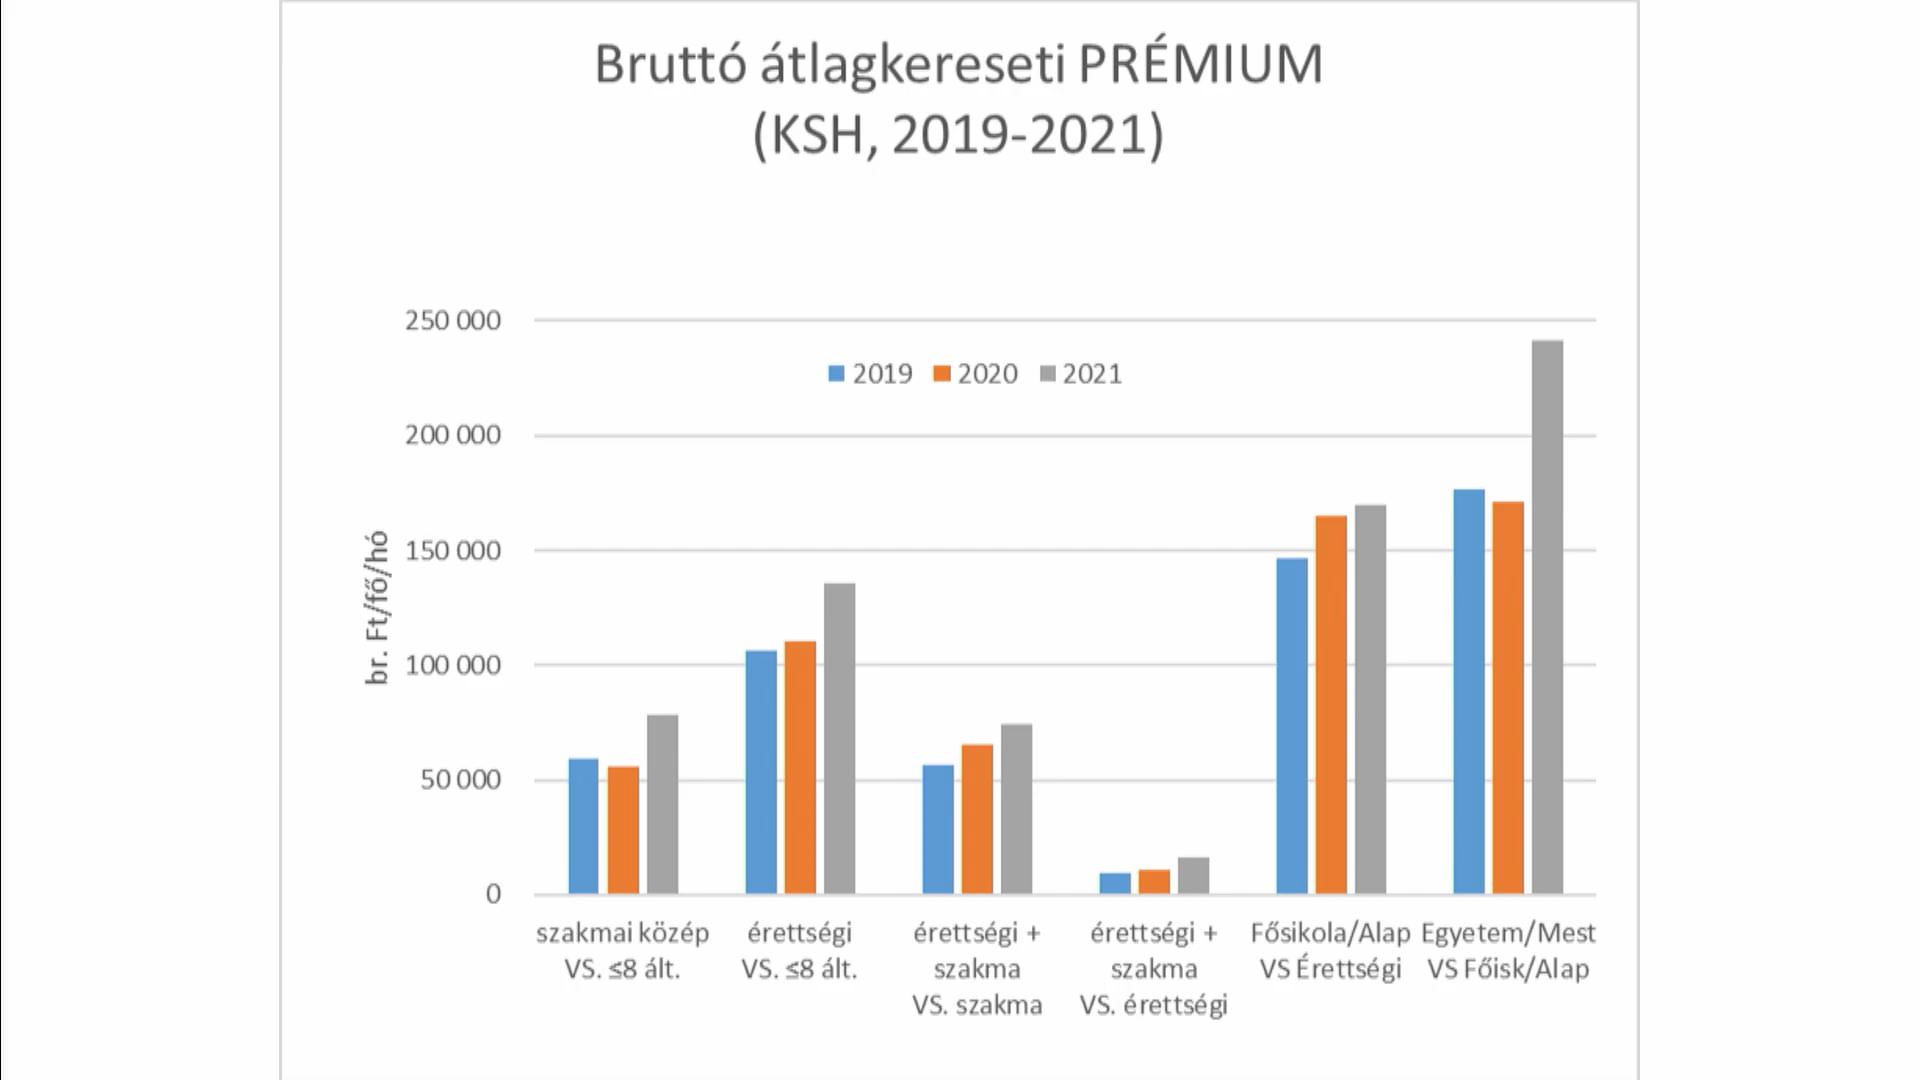 Bruttó átlagkereseti PRÉMIUM
(KSH, 2019-2021)
250 000
200 000
150 000
100 000
50 000
0
br. Ft/fő/hó
2019 2020 2021
szakmai közép
VS. ≤8 ált.
érettségi
VS. ≤8 ált.
érettségi +
szakma
VS. szakma
érettségi +
szakma
VS. érettségi
Fősikola/Alap
VS Érettségi
Egyetem/Mest
VS Főisk/Alap